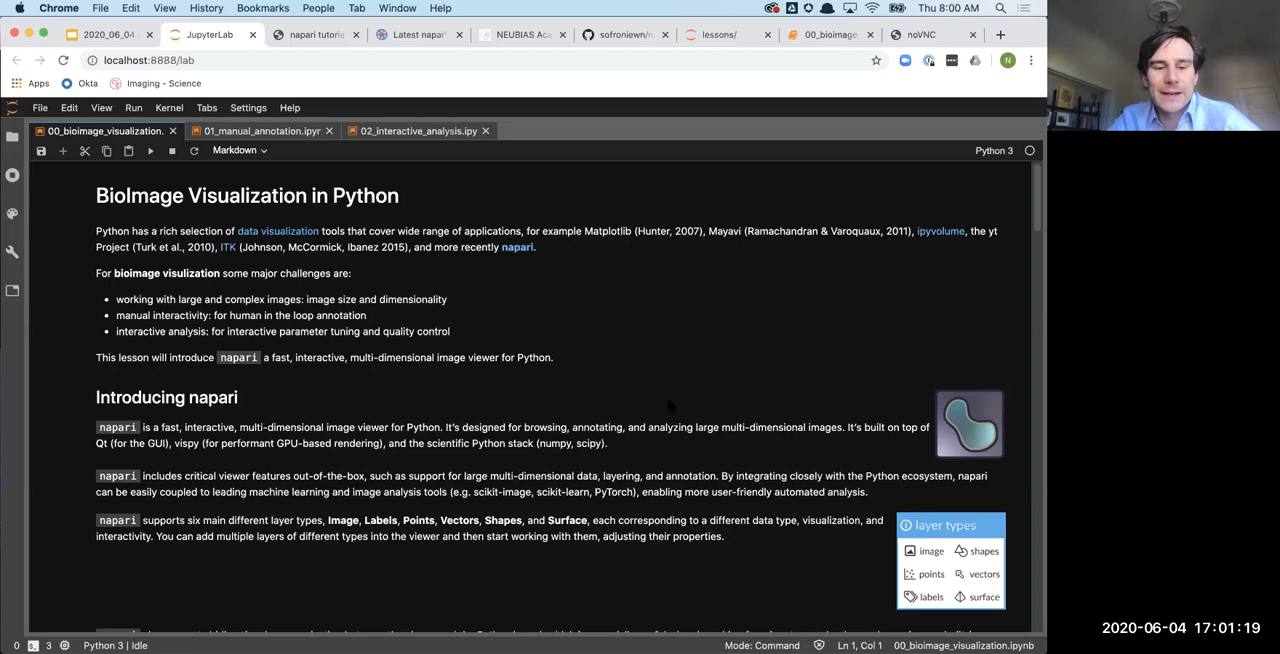 Chrome File Edit View History Bookmarks People Tab Window Help Thu 8:00 AM
2020_06_04 JupyterLab napari tutoria Latest napari NEUBIAS Aca sofroniewn/n lessons/ 00_bioimage noVNC
localhost:8888/lab N
Apps Okta Imaging - Science
File Edit View Run Kernel Tabs Settings Help
00_bioimage_visualization. 01_manual_annotation.ipyr 02_interactive_analysis.ipy
Markdown Python 3
BioImage Visualization in Python
Python has a rich selection of data visualization tools that cover wide range of applications, for example Matplotlib (Hunter, 2007), Mayavi (Ramachandran & Varoquaux, 2011), ipyvolume, the yt
Project (Turk et al., 2010), ITK (Johnson, McCormick, Ibanez 2015), and more recently napari.
For bioimage visulization some major challenges are:
• working with large and complex images: image size and dimensionality
• manual interactivity: for human in the loop annotation
• interactive analysis: for interactive parameter tuning and quality control
This lesson will introduce napari a fast, interactive, multi-dimensional image viewer for Python.
Introducing napari
napari is a fast, interactive, multi-dimensional image viewer for Python. It's designed for browsing, annotating, and analyzing large multi-dimensional images. It's built on top of
Qt (for the GUI), vispy (for performant GPU-based rendering), and the scientific Python stack (numpy, scipy).
napari includes critical viewer features out-of-the-box, such as support for large multi-dimensional data, layering, and annotation. By integrating closely with the Python ecosystem, napari
can be easily coupled to leading machine learning and image analysis tools (e.g. scikit-image, scikit-learn, PyTorch), enabling more user-friendly automated analysis.
napari supports six main different layer types, Image, Labels, Points, Vectors, Shapes, and Surface, each corresponding to a different data type, visualization, and
interactivity. You can add multiple layers of different types into the viewer and then start working with them, adjusting their properties.
layer types
image shapes
points vectors
labels surface
0 3 Python 3 | Idle Mode: Command Ln 1, Col 1 00_bioimage_visualization.ipynb
2020-06-04 17:01:19